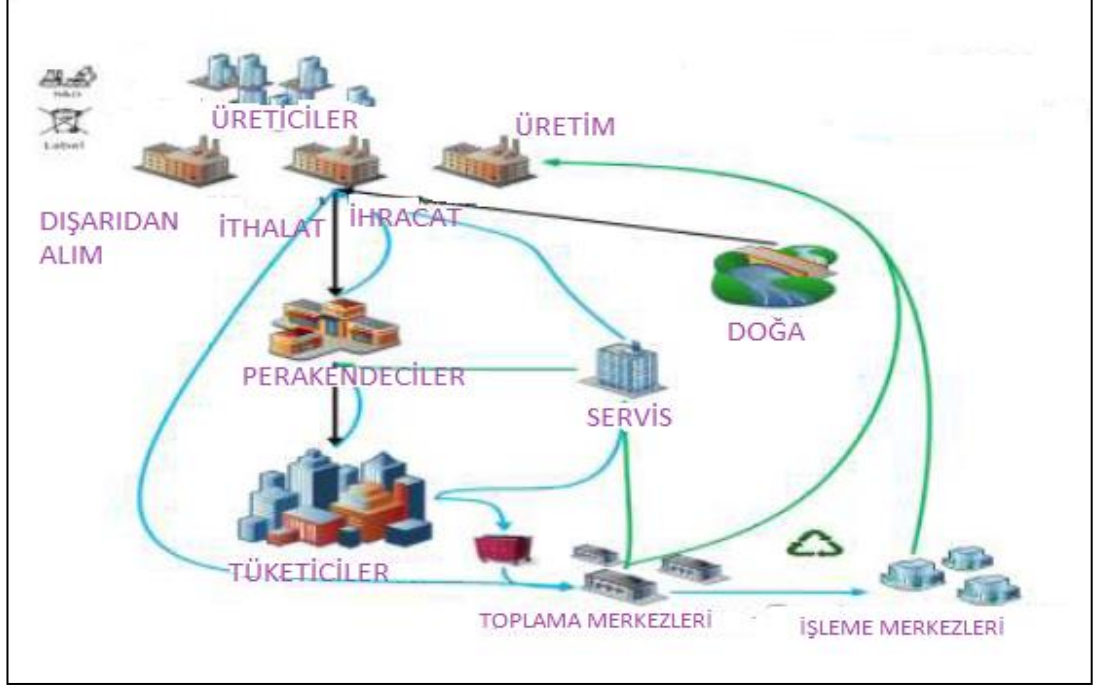 ÜRETİCİLER
ÜRETİM
Label
DIŞARIDAN
ALIM
İTHALAT
İHRACAT
DOĞA
PERAKENDECİLER
SERVİS
TÜKETİCİLER
TOPLAMA MERKEZLERİ
İŞLEME MERKEZLERİ